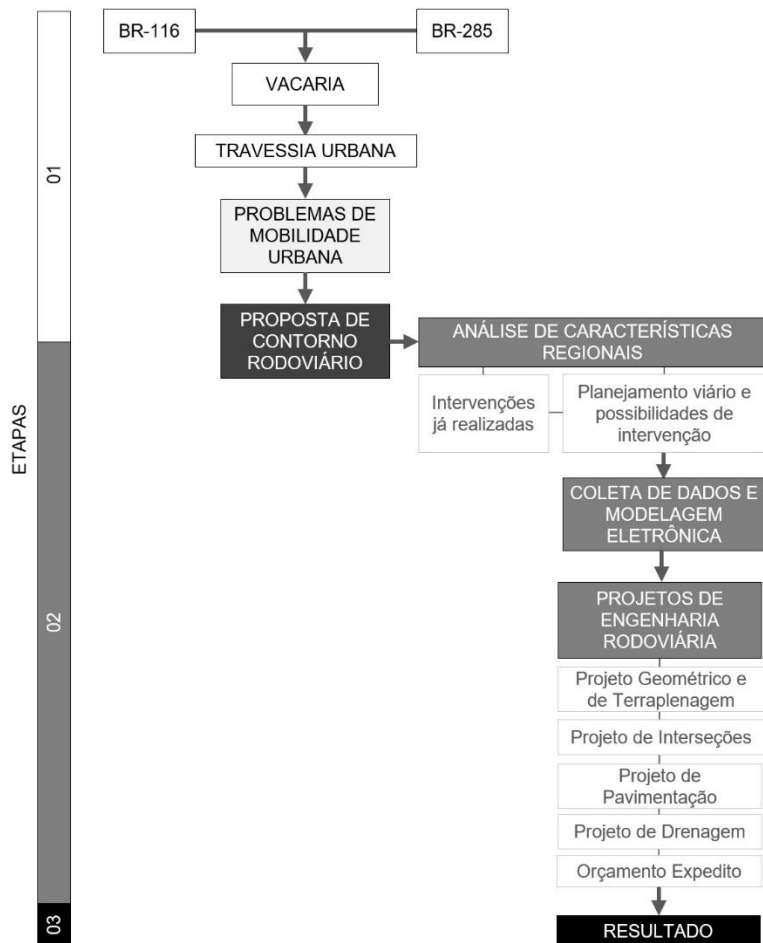 BR-116
BR-285
VACARIA
TRAVESSIA URBANA
PROBLEMAS DE
MOBILIDADE
URBANA
PROPOSTA DE
CONTORNO
RODOVIÁRIO
ANÁLISE DE CARACTERÍSTICAS
REGIONAIS
Intervenções
já realizadas
Planejamento viário e
possibilidades de
intervenção
COLETA DE DADOS E
MODELAGEM
ELETRÔNICA
PROJETOS DE
ENGENHARIA
RODOVIÁRIA
Projeto Geométrico e
de Terraplenagem
Projeto de Interseções
Projeto de
Pavimentação
Projeto de Drenagem
Orçamento Expedito
RESULTADO
ETAPAS
01
02
03